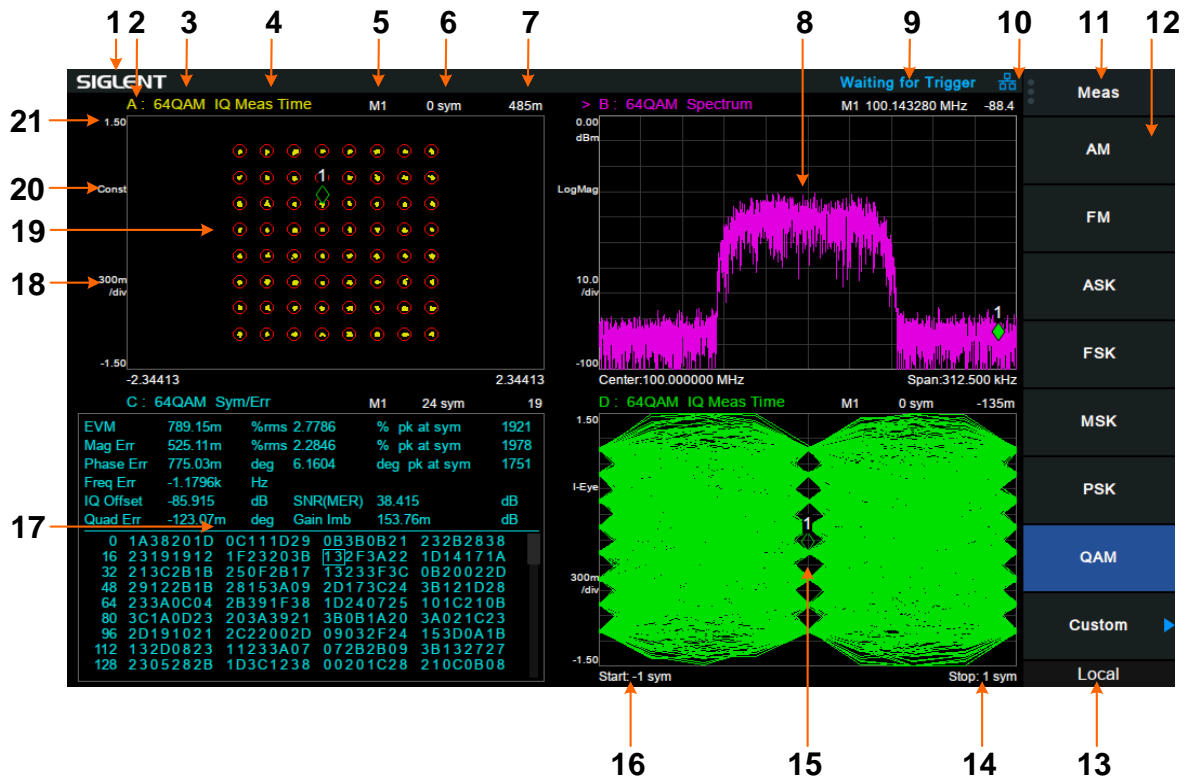 1 2 3 4 5 6 7 8 9 10 11 12
SIGLENT Waiting for Trigger
A : 64QAM IQ Meas Time M1 0 sym 485m
21
1.50
1
20
Const
19
18
300m
/div
-1.50
-2.34413 2.34413
> B : 64QAM Spectrum M1 100.143280 MHz -88.4
0.00
dBm
LogMag
10.0
/div
1
-100
Center:100.000000 MHz Span:312.500 kHz
C : 64QAM Sym/Err M1 24 sym 19
EVM 789.15m %rms 2.7786 % pk at sym 1921
Mag Err 525.11m %rms 2.2846 % pk at sym 1978
Phase Err 775.03m deg 6.1604 deg pk at sym 1751
Freq Err -1.1796k Hz
IQ Offset -85.915 dB SNR(MER) 38.415 dB
Quad Err -123.07m deg Gain Imb 153.76m dB
17
0 1A38201D 0C111D29 0B3B0B21 232B2838
16 23191912 1F23203B 132F3A22 1D14171A
32 213C2B1B 250F2B17 13233F3C 0B20022D
48 29122B1B 28153A09 2D173C24 3B121D28
64 233A0C04 2B391F38 1D240725 101C210B
80 3C1A0D23 203A3921 3B0B1A20 3A021C23
96 2D191021 2C22002D 09032F24 153D0A1B
112 132D0823 11233A07 072B2B09 3B132727
128 2305282B 1D3C1238 00201C28 210C0B08
D : 64QAM IQ Meas Time M1 0 sym -135m
1.50
I-Eye
1
300m
/div
-1.50
Start: -1 sym Stop: 1 sym
Meas
AM
FM
ASK
FSK
MSK
PSK
QAM
Custom
Local
16 15 14 13